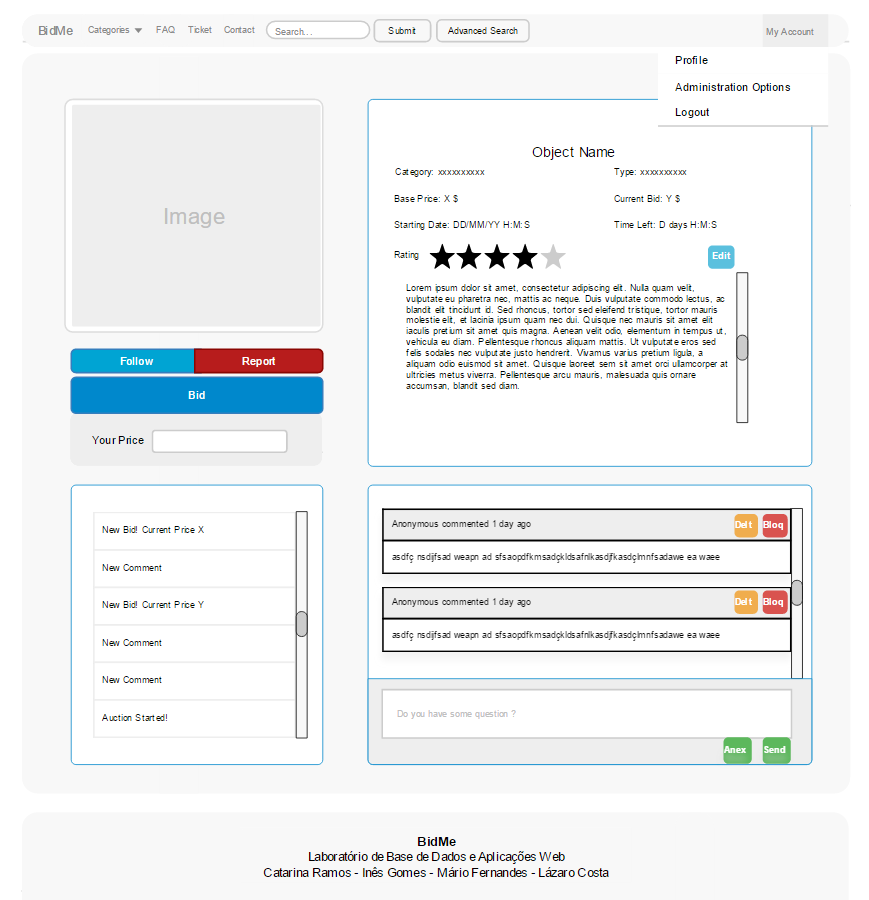 BidMe Categories FAQ Ticket Contact Search... Submit Advanced Search My Account
Profile
Administration Options
Logout
Image
Object Name
Category: xxxxxxxxxx Type: xxxxxxxxxx
Base Price: X $ Current Bid: Y $
Starting Date: DD/MM/YY H:M:S Time Left: D days H:M:S
Rating Edit
Lorem ipsum dolor sit amet, consectetur adipiscing elit. Nulla quam velit,
vulputate eu pharetra nec, mattis ac neque. Duis vulputate commodo lectus, ac
blandit elit tincidunt id. Sed rhoncus, tortor sed eleifend tristique, tortor mauris
molestie elit, et lacinia ipsum quam nec dui. Quisque nec mauris sit amet elit
iaculis pretium sit amet quis magna. Aenean velit odio, elementum in tempus ut,
vehicula eu diam. Pellentesque rhoncus aliquam mattis. Ut vulputate eros sed
felis sodales nec vulputate justo hendrerit. Vivamus varius pretium ligula, a
aliquam odio euismod sit amet. Quisque laoreet sem sit amet orci ullamcorper at
ultricies metus viverra. Pellentesque arcu mauris, malesuada quis ornare
accumsan, blandit sed diam.
Follow Report
Bid
Your Price
New Bid! Current Price X
New Comment
New Bid! Current Price Y
New Comment
New Comment
Auction Started!
Anonymous commented 1 day ago Delt Bloq
asdfç nsdijfsad weapn ad sfsaopdfkmsadçkldsafnlkasdjfkasdçlmnfsadawe ea waee
Anonymous commented 1 day ago Delt Bloq
asdfç nsdijfsad weapn ad sfsaopdfkmsadçkldsafnlkasdjfkasdçlmnfsadawe ea waee
Do you have some question ?
Anex Send
BidMe
Laboratório de Base de Dados e Aplicações Web
Catarina Ramos - Inês Gomes - Mário Fernandes - Lázaro Costa